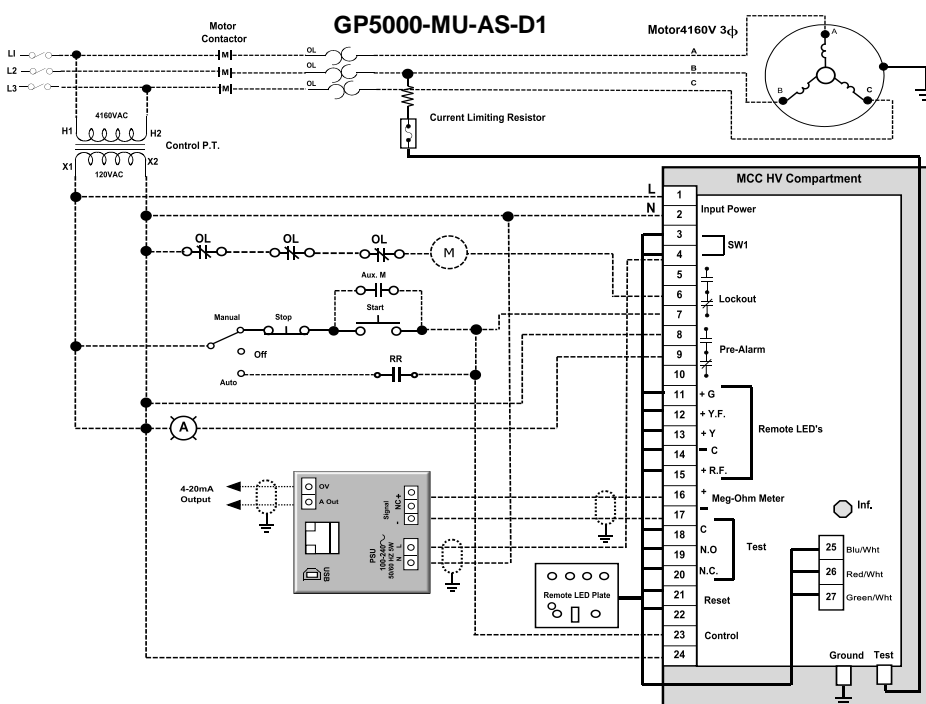 GP5000-MU-AS-D1
Motor
Contactor
Motor4160V 3ϕ
L1
M
OL
A
L2
M
OL
B
L3
M
OL
C
A
B
C
4160VAC
H1
H2
Control P.T.
X1
X2
120VAC
Current Limiting Resistor
MCC HV Compartment
L
1
N
2
Input Power
3
SW1
4
5
6
Lockout
7
8
9
Pre-Alarm
10
11
+ G
12
+ Y.F.
13
+ Y
Remote LED's
14
− C
15
+ R.F.
16
+
Meg-Ohm Meter
17
−
18
C
19
N.O
Test
20
N.C.
21
Reset
22
23
Control
24
OL
OL
OL
M
Aux. M
Start
Manual
Stop
Off
RR
Auto
A
4-20mA
Output
OV
A Out
Signal
- NC+
PSU
100-240~
50/60 HZ 5W
N L
USB
Remote LED Plate
Inf.
25
Blu/Wht
26
Red/Wht
27
Green/Wht
Ground
Test